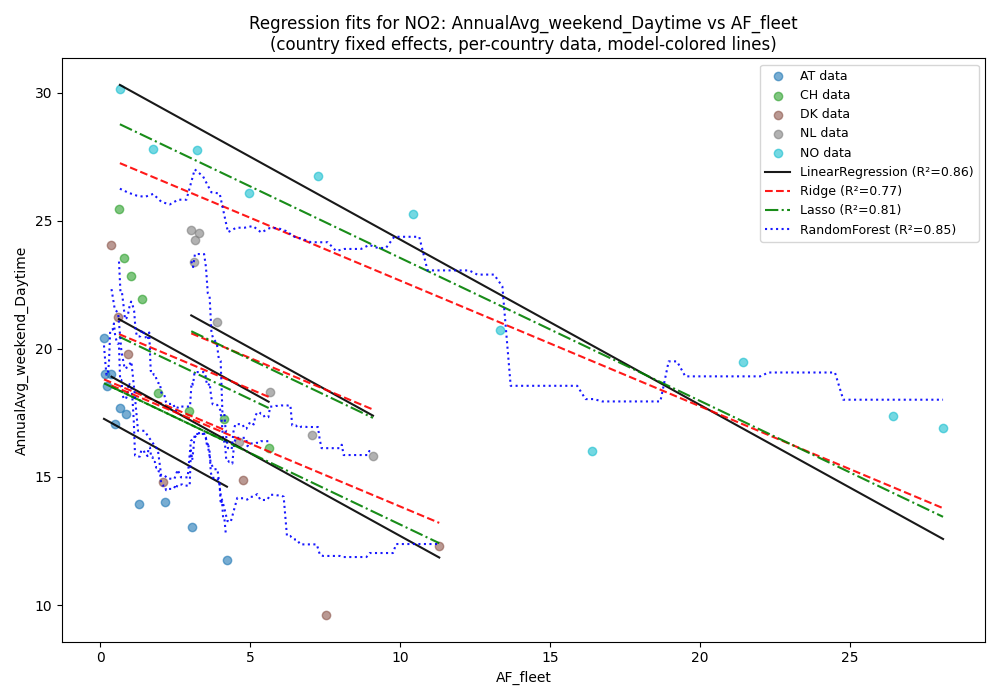 Regression fits for NO2: AnnualAvg_weekend_Daytime vs AF_fleet
(country fixed effects, per-country data, model-colored lines)
AT data
CH data
DK data
NL data
NO data
LinearRegression (R²=0.86)
Ridge (R²=0.77)
Lasso (R²=0.81)
RandomForest (R²=0.85)
AnnualAvg_weekend_Daytime
30
25
20
15
10
0
5
10
15
20
25
AF_fleet